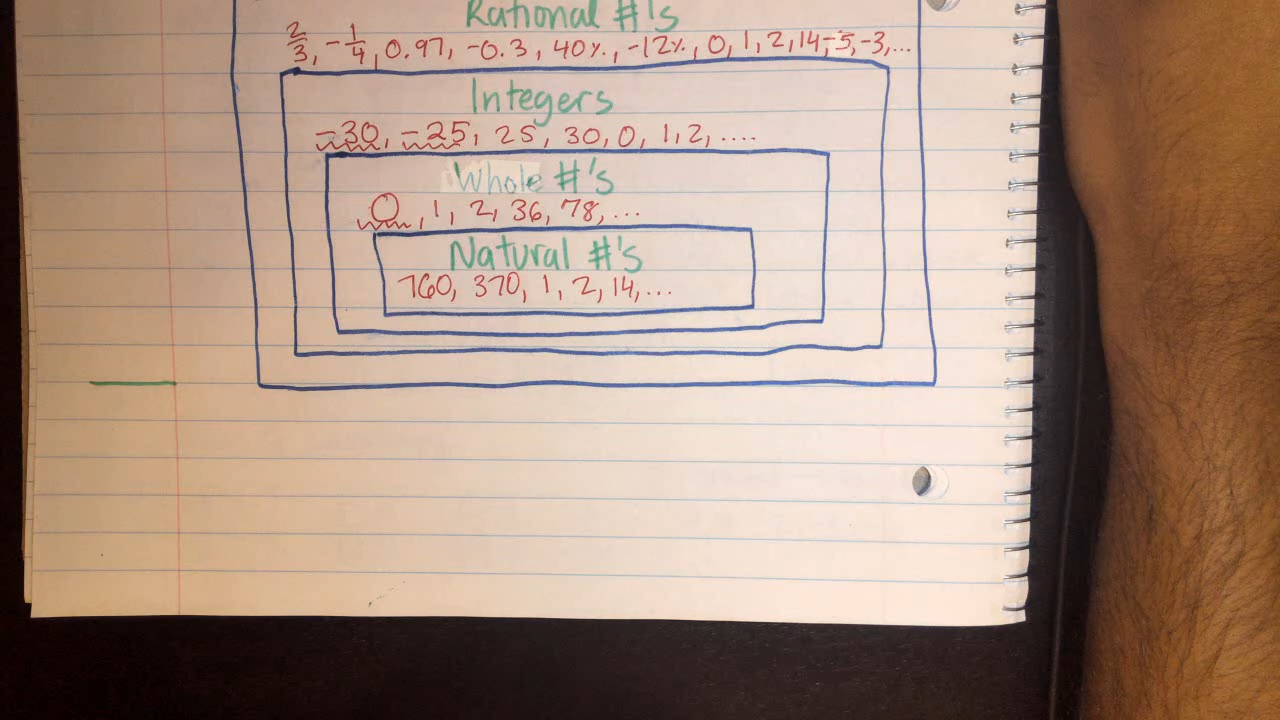 Rational #'s
2/3, -1/4, 0.97, -0.3, 40%, -12%, 0, 1, 2, 14, -5, -3, ...
Integers
-30, -25, 25, 30, 0, 1, 2, ....
Whole #'s
0, 1, 2, 36, 78, ...
Natural #'s
760, 370, 1, 2, 14, ...